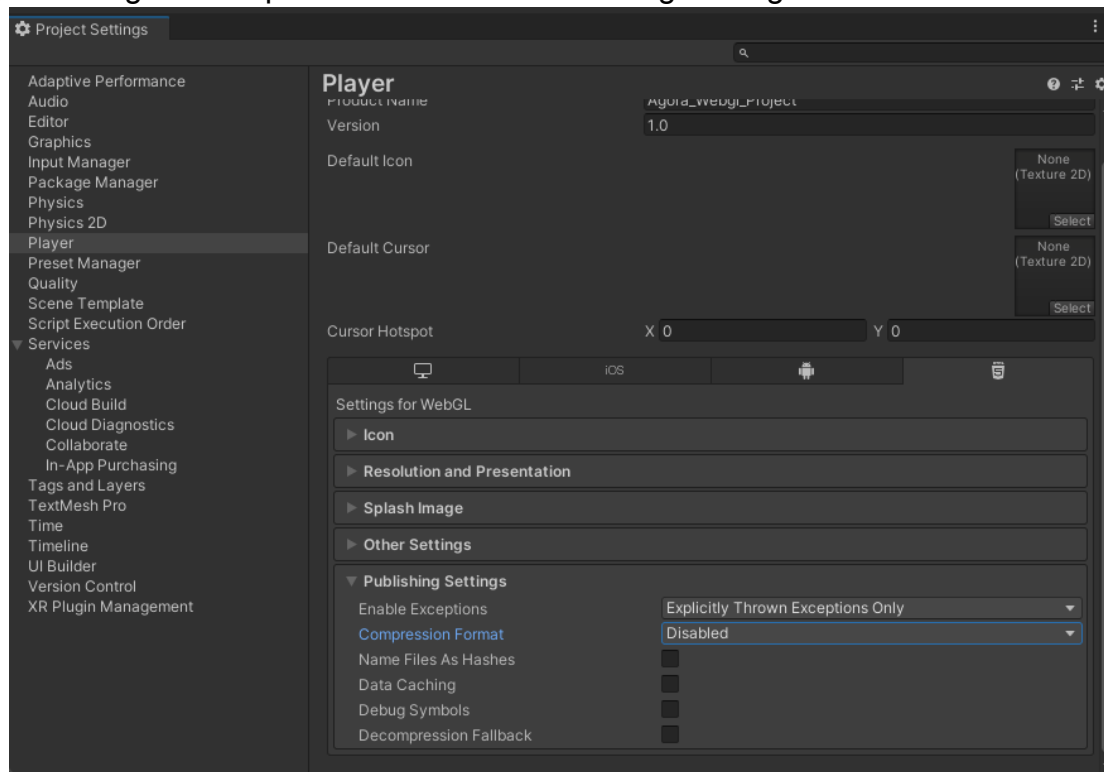 Project Settings
Adaptive Performance
Audio
Editor
Graphics
Input Manager
Package Manager
Physics
Physics 2D
Player
Preset Manager
Quality
Scene Template
Script Execution Order
Services
Ads
Analytics
Cloud Build
Cloud Diagnostics
Collaborate
In-App Purchasing
Tags and Layers
TextMesh Pro
Time
Timeline
UI Builder
Version Control
XR Plugin Management
Player
Product Name Agora_Webgl_Project
Version 1.0
Default Icon None
(Texture 2D)
Select
Default Cursor None
(Texture 2D)
Select
Cursor Hotspot X 0 Y 0
iOS
Settings for WebGL
Icon
Resolution and Presentation
Splash Image
Other Settings
Publishing Settings
Enable Exceptions Explicitly Thrown Exceptions Only
Compression Format Disabled
Name Files As Hashes
Data Caching
Debug Symbols
Decompression Fallback